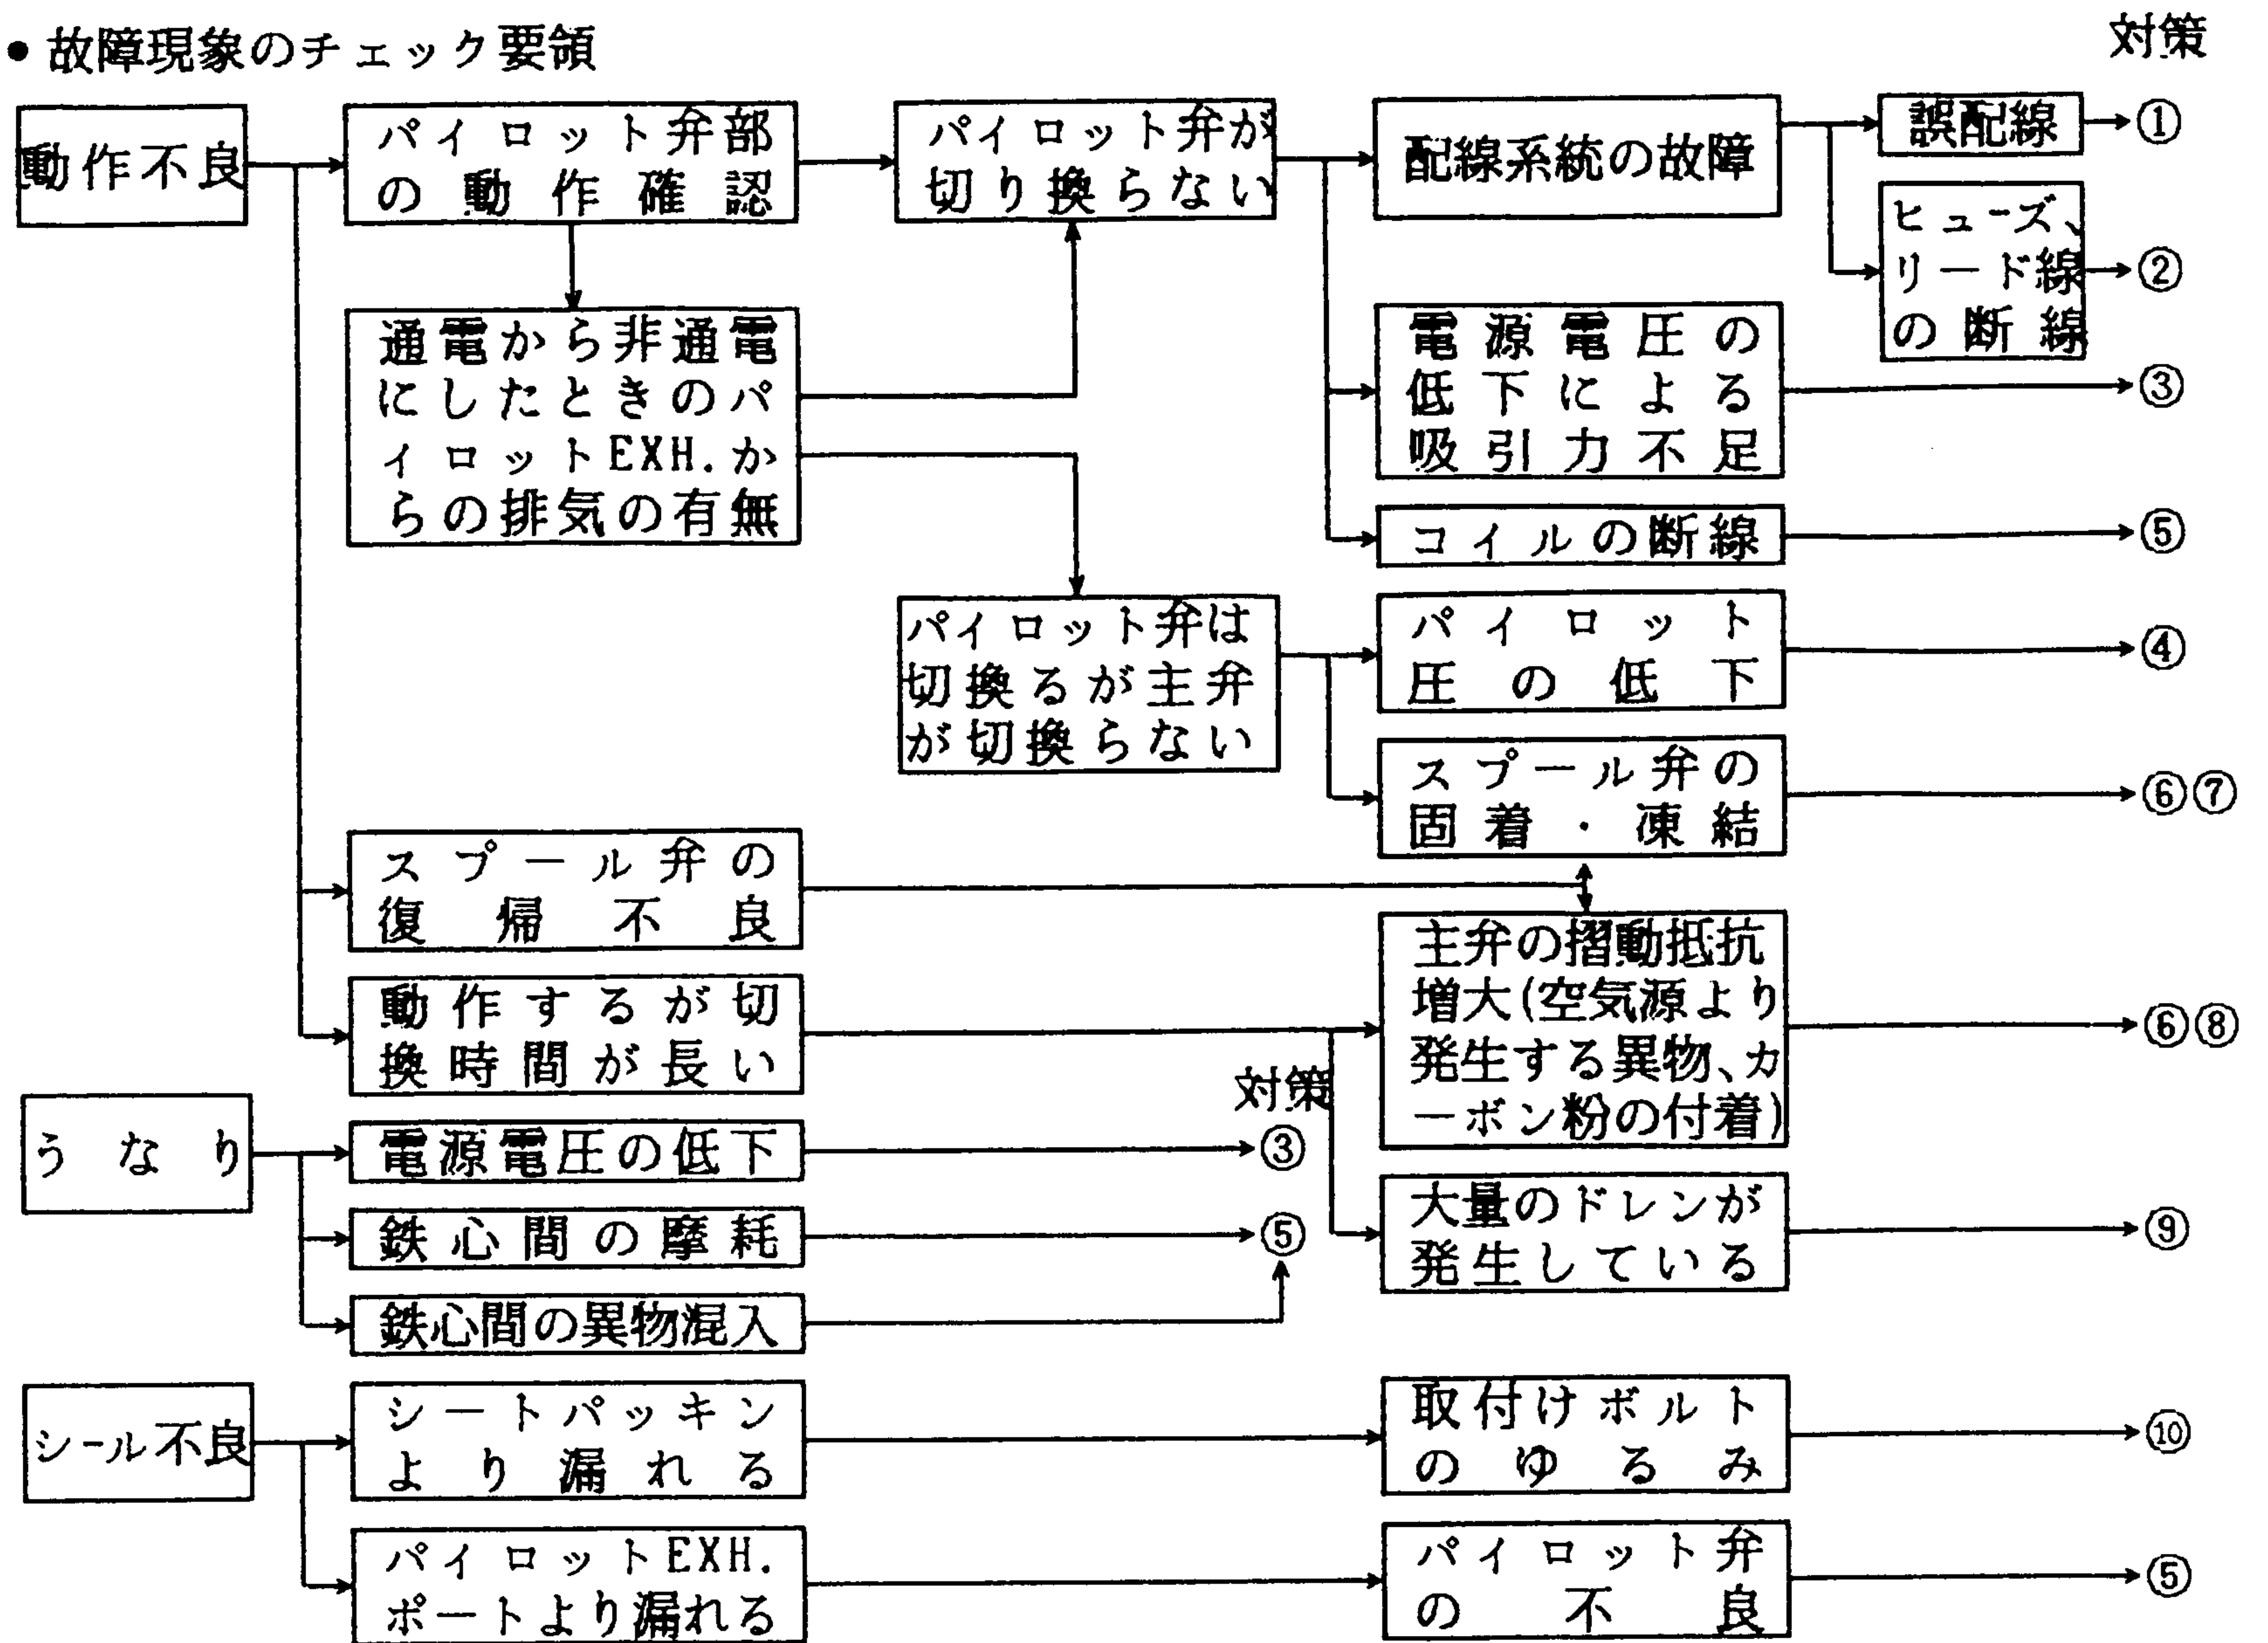 • 故障現象のチェック要領
対策
動作不良
パイロット弁部
の動作確認
パイロット弁が
切り換らない
配線系統の故障
誤配線
①
ヒューズ、
リード線
の断線
②
通電から非通電
にしたときのパ
イロットEXH.か
らの排気の有無
電源電圧の
低下による
吸引力不足
③
コイルの断線
⑤
パイロット弁は
切換るが主弁
が切換らない
パイロット
圧の低下
④
スプール弁の
固着・凍結
⑥⑦
スプール弁の
復帰不良
主弁の摺動抵抗
増大(空気源より
発生する異物、カ
ーボン粉の付着)
⑥⑧
動作するが切
換時間が長い
大量のドレンが
発生している
⑨
対策
うなり
電源電圧の低下
③
鉄心間の摩耗
⑤
鉄心間の異物混入
シール不良
シートパッキン
より漏れる
取付けボルト
のゆるみ
⑩
パイロットEXH.
ポートより漏れる
パイロット弁
の不良
⑤